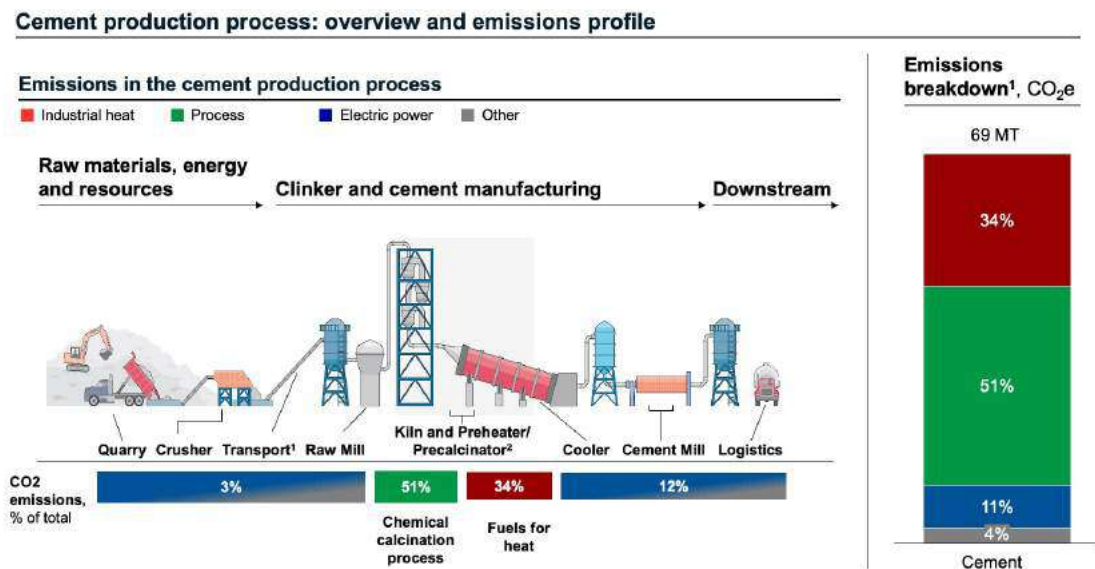 Cement production process: overview and emissions profile
Emissions in the cement production process
Industrial heat
Process
Electric power
Other
Raw materials, energy
and resources
Clinker and cement manufacturing
Downstream
Quarry
Crusher
Transport¹
Raw Mill
Kiln and Preheater/
Precalcinator²
Cooler
Cement Mill
Logistics
CO2
emissions,
% of total
3%
51%
34%
12%
Chemical
calcination
process
Fuels for
heat
Emissions
breakdown¹, CO₂e
69 MT
34%
51%
11%
4%
Cement